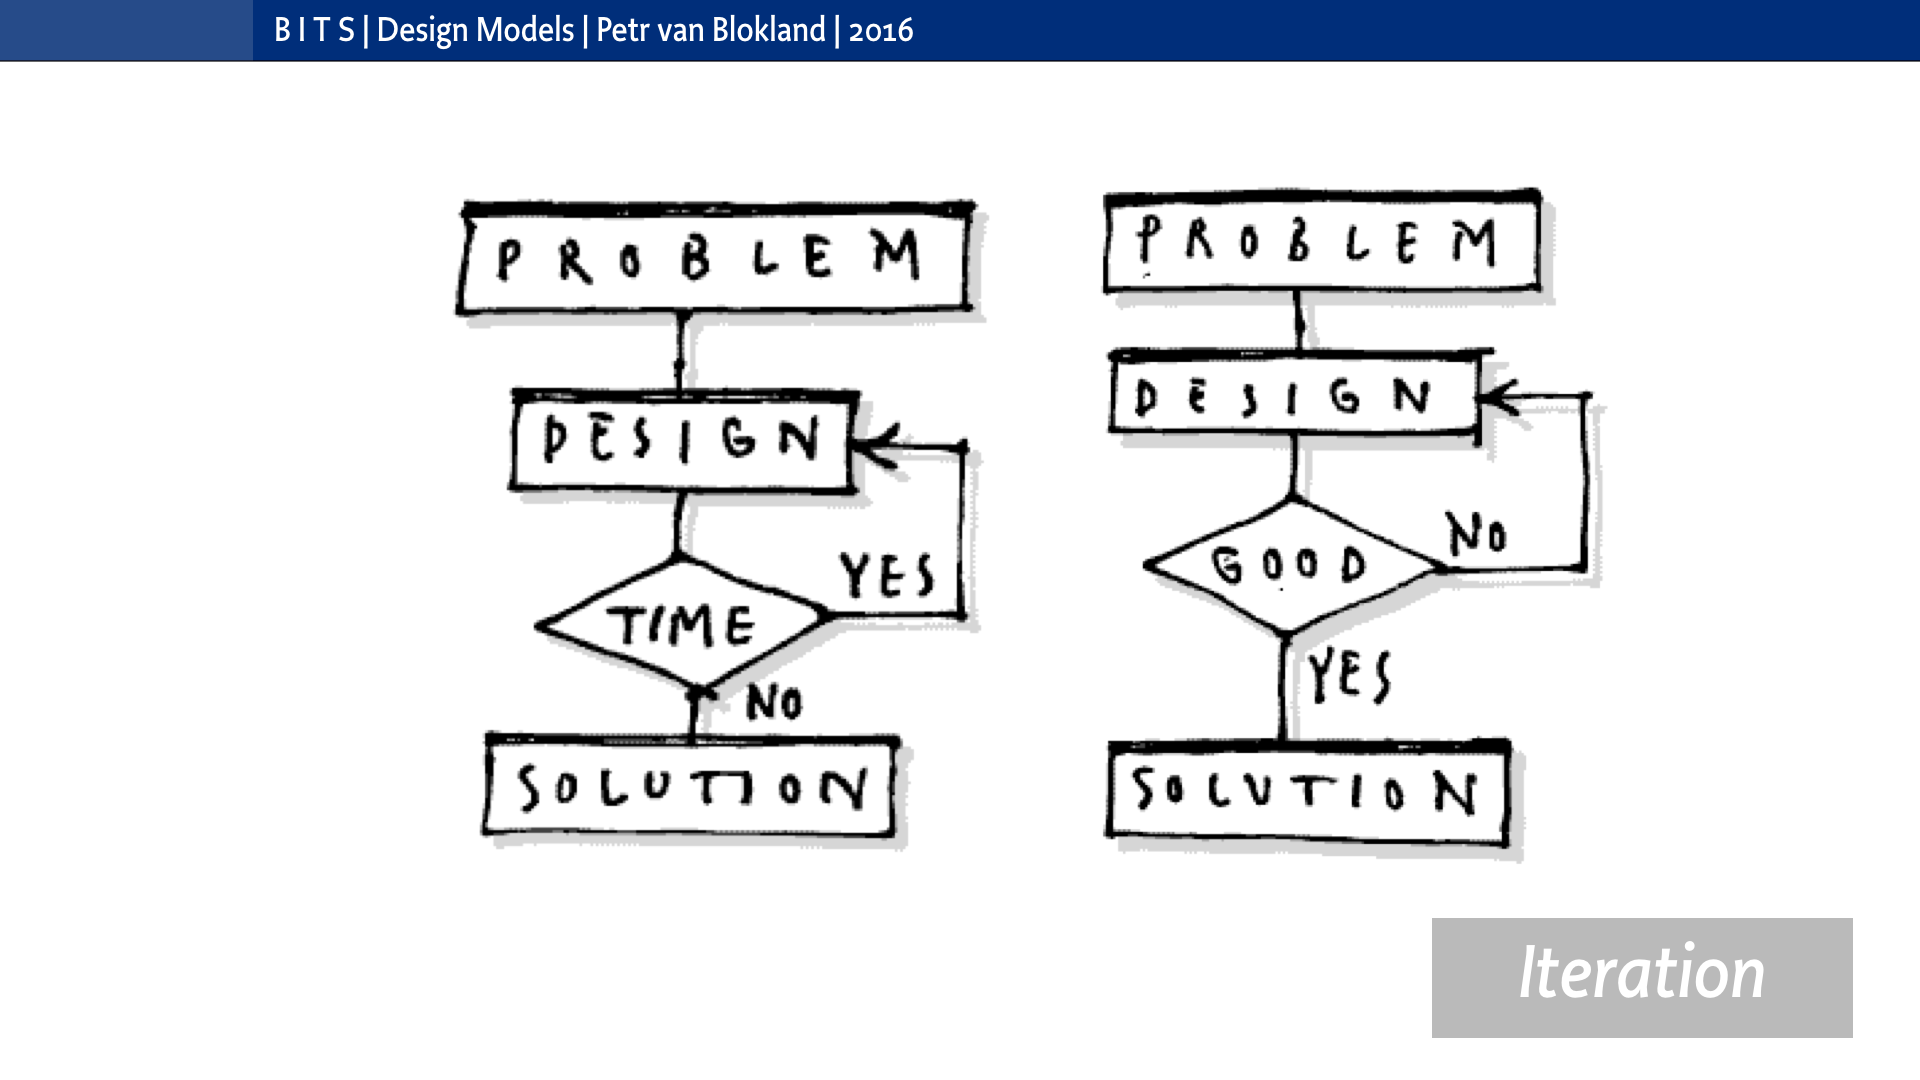 BITS | Design Models | Petr van Blokland | 2016
PROBLEM
DESIGN
YES
TIME
NO
SOLUTION
PROBLEM
DESIGN
NO
GOOD
YES
SOLUTION
Iteration